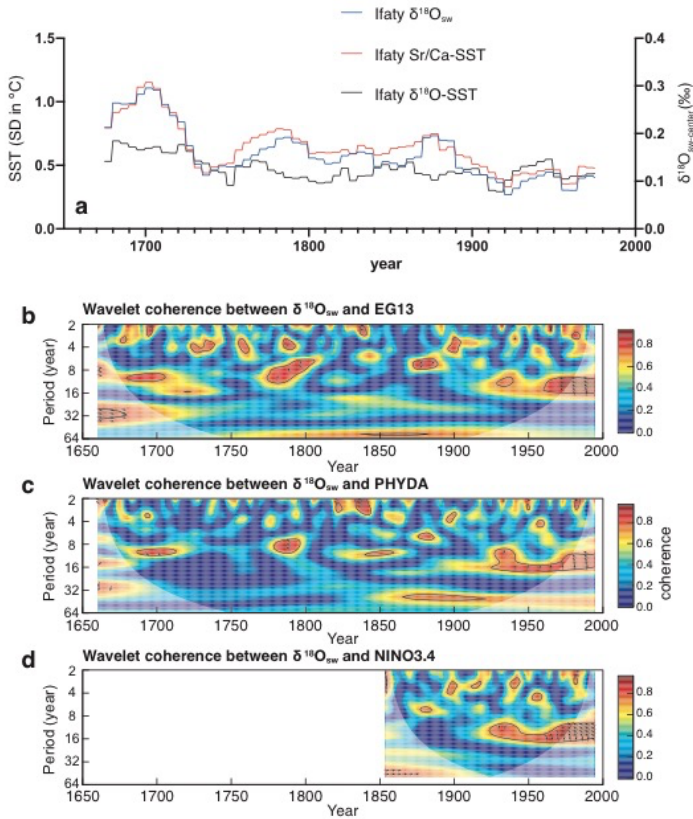 Ifaty δ¹⁸Oₛw
Ifaty Sr/Ca-SST
Ifaty δ¹⁸O-SST
SST (SD in °C)
1.5
1.0
0.5
0.0
0.4
0.3
0.2
0.1
0.0
δ¹⁸Osw-center(‰)
a
1700 1800 1900 2000
year
b Wavelet coherence between δ¹⁸Osw and EG13
Period (year)
2
4
8
16
32
64
0.8
0.6
0.4
0.2
0.0
1650 1700 1750 1800 1850 1900 1950 2000
Year
c Wavelet coherence between δ¹⁸Osw and PHYDA
Period (year)
2
4
8
16
32
64
0.8
0.6
0.4
0.2
0.0
coherence
1650 1700 1750 1800 1850 1900 1950 2000
Year
d Wavelet coherence between δ¹⁸Osw and NINO3.4
Period (year)
2
4
8
16
32
64
0.8
0.6
0.4
0.2
0.0
1650 1700 1750 1800 1850 1900 1950 2000
Year